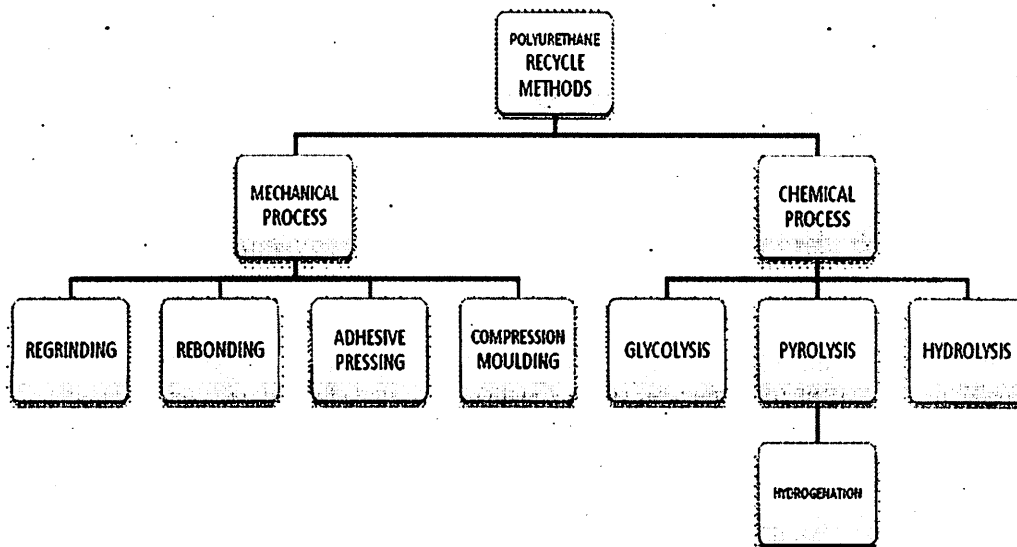 POLYURETHANE
RECYCLE
METHODS
MECHANICAL
PROCESS
CHEMICAL
PROCESS
REGRINDING
REBONDING
ADHESIVE
PRESSING
COMPRESSION
MOULDING
GLYCOLYSIS
PYROLYSIS
HYDROLYSIS
HYDROGENATION